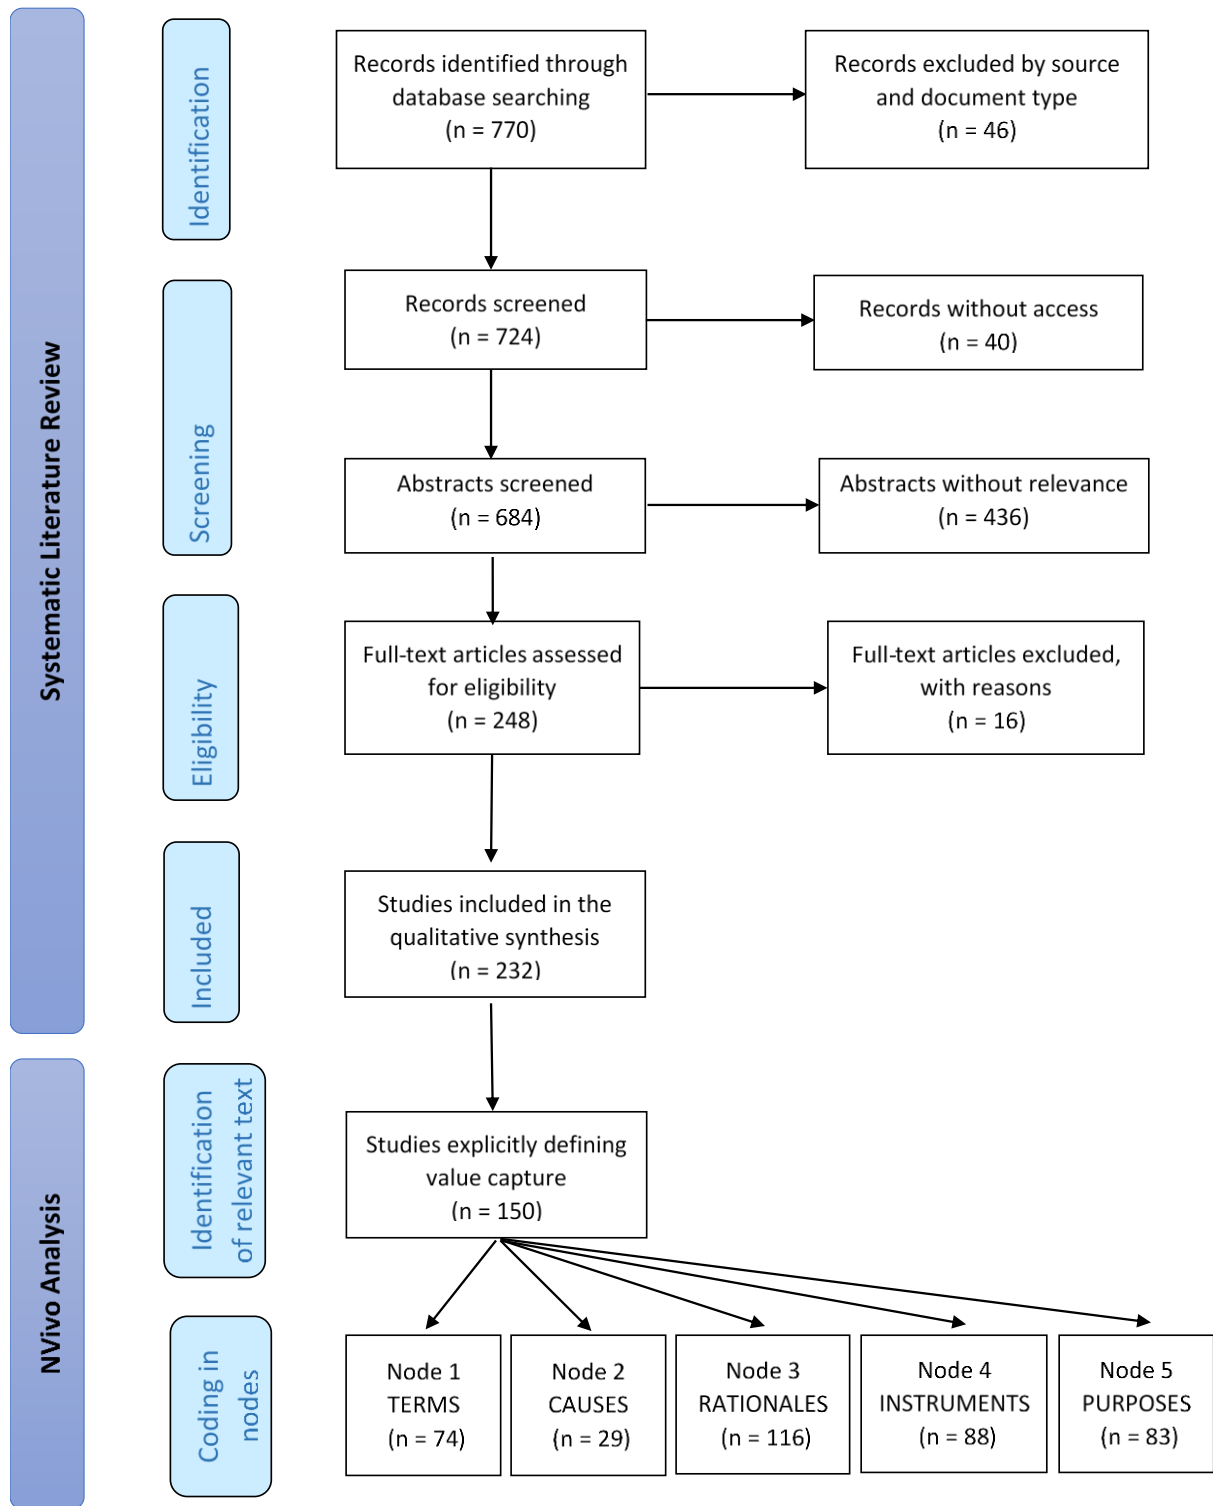 Systematic Literature Review
Identification
Records identified through
database searching
(n = 770)
Records excluded by source
and document type
(n = 46)
Screening
Records screened
(n = 724)
Records without access
(n = 40)
Abstracts screened
(n = 684)
Abstracts without relevance
(n = 436)
Eligibility
Full-text articles assessed
for eligibility
(n = 248)
Full-text articles excluded,
with reasons
(n = 16)
Included
Studies included in the
qualitative synthesis
(n = 232)
NVivo Analysis
Identification
of relevant text
Studies explicitly defining
value capture
(n = 150)
Coding in
nodes
Node 1
TERMS
(n = 74)
Node 2
CAUSES
(n = 29)
Node 3
RATIONALES
(n = 116)
Node 4
INSTRUMENTS
(n = 88)
Node 5
PURPOSES
(n = 83)